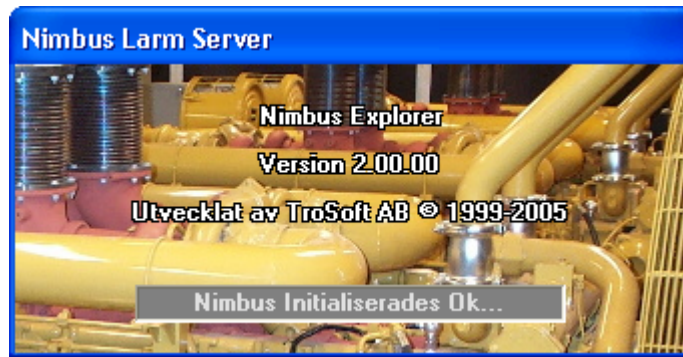 Nimbus Larm Server
Nimbus Explorer
Version 2.00.00
Utvecklat av TroSoft AB © 1999-2005
Nimbus Initialiserades Ok...